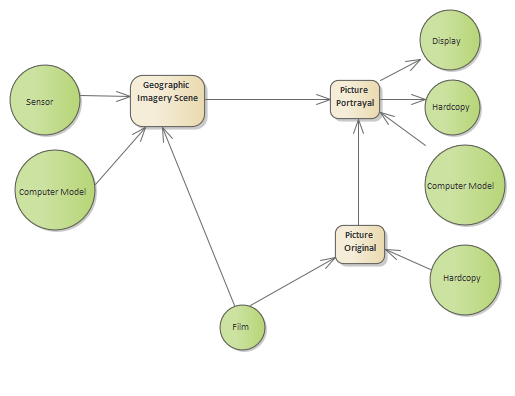 Display
Geographic
Imagery Scene
Picture
Portrayal
Sensor
Hardcopy
Computer Model
Computer Model
Picture
Original
Hardcopy
Film